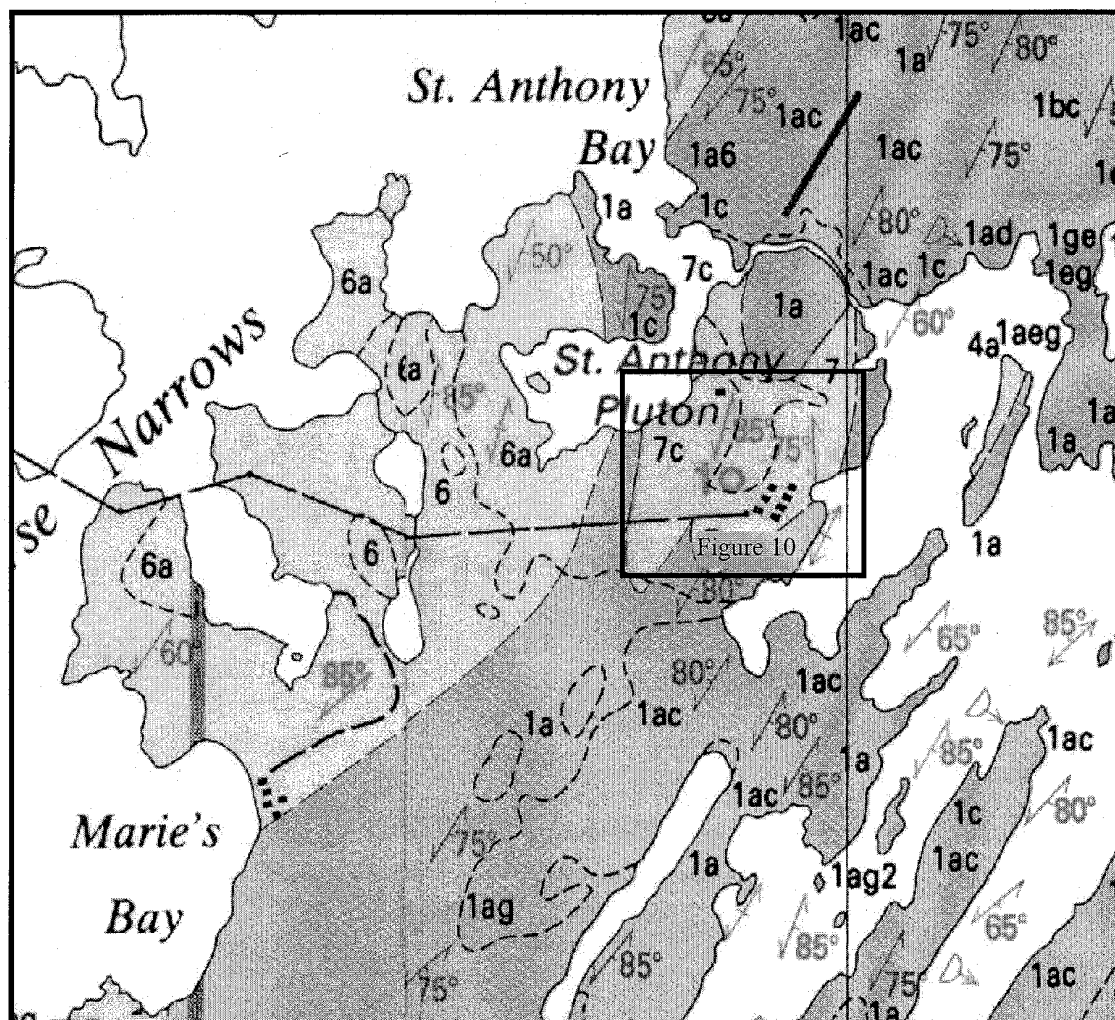 1ac
75°
80°
65°
1a
St. Anthony
75°
1ac
1bc
Bay
1a6
1ac
75°
1a
1c
80°
1ad
1ge
50°
6a
7c
1ac
1c
1eg
75
1c
1a
60°
Narrows
St. Anthony
4a
1aeg
85°
7
Pluton
1a
6a
7c
85°
75°
1a
6
1a
6a
6
Figure 10
80°
60°
85°
80°
65°
85°
1a
1ac
1ac
80°
85°
1ac
1ac
85°
1a
80°
Marie's
75°
1a
1c
1ac
Bay
1ag
1ag2
65°
85°
75°
85°
75°
1ac
1a